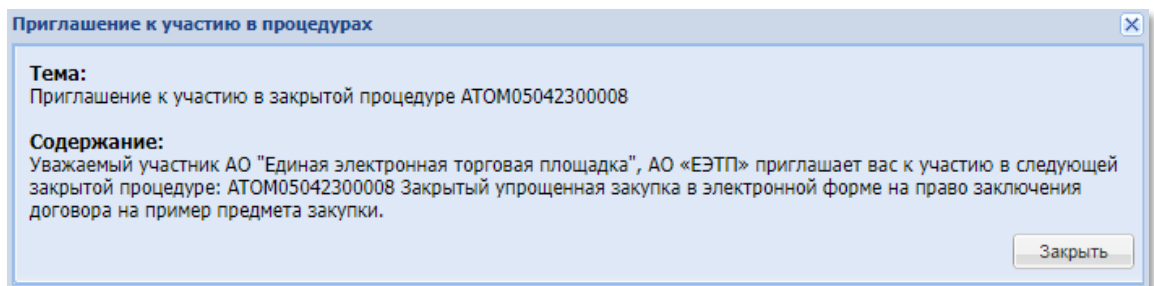 Приглашение к участию в процедурах
Тема:
Приглашение к участию в закрытой процедуре ATOM05042300008
Содержание:
Уважаемый участник АО "Единая электронная торговая площадка", АО «ЕЭТП» приглашает вас к участию в следующей
закрытой процедуре: ATOM05042300008 Закрытый упрощенная закупка в электронной форме на право заключения
договора на пример предмета закупки.
Закрыть